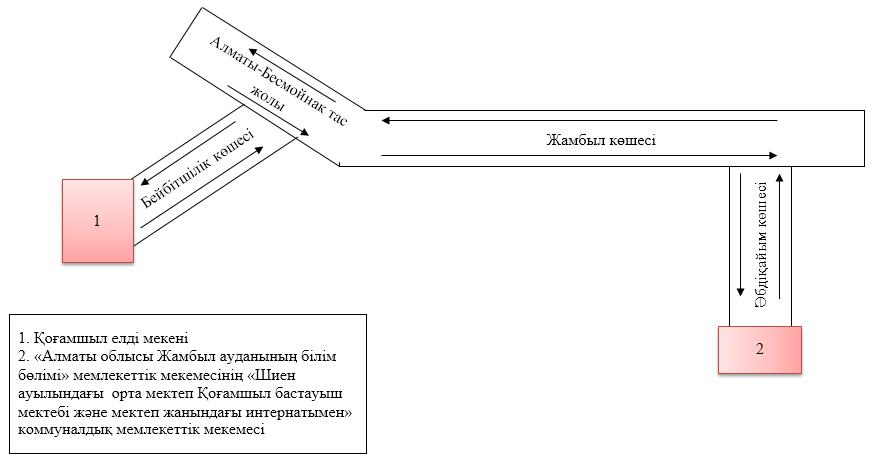 Алматы-Бесмойнак тас
жолы
Жамбыл көшесі
Бейбітшілік көшесі
1
Әбдіқайым көшесі
2
1. Қоғамшыл елді мекені
2. «Алматы облысы Жамбыл ауданының білім
бөлімі» мемлекеттік мекемесінің «Шиен
ауылындағы орта мектеп Қоғамшыл бастауыш
мектебі және мектеп жанындағы интернатымен»
коммуналдық мемлекеттік мекемесі